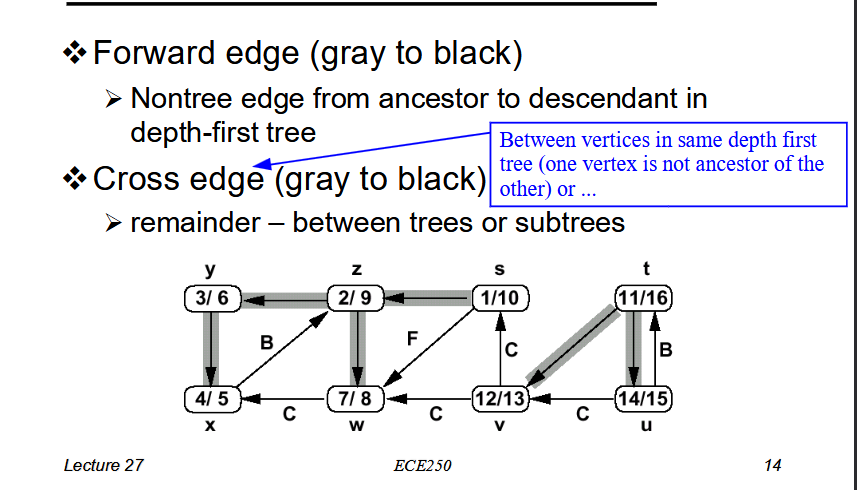 ❖ Forward edge (gray to black)
➢ Nontree edge from ancestor to descendant in
depth-first tree
Between vertices in same depth first
tree (one vertex is not ancestor of the
other) or ...
❖ Cross edge (gray to black)
➢ remainder – between trees or subtrees
y z s t
3/ 6 2/ 9 1/10 11/16
B F C B
4/ 5 7/ 8 12/13 14/15
C C C
x w v u
Lecture 27 ECE250 14